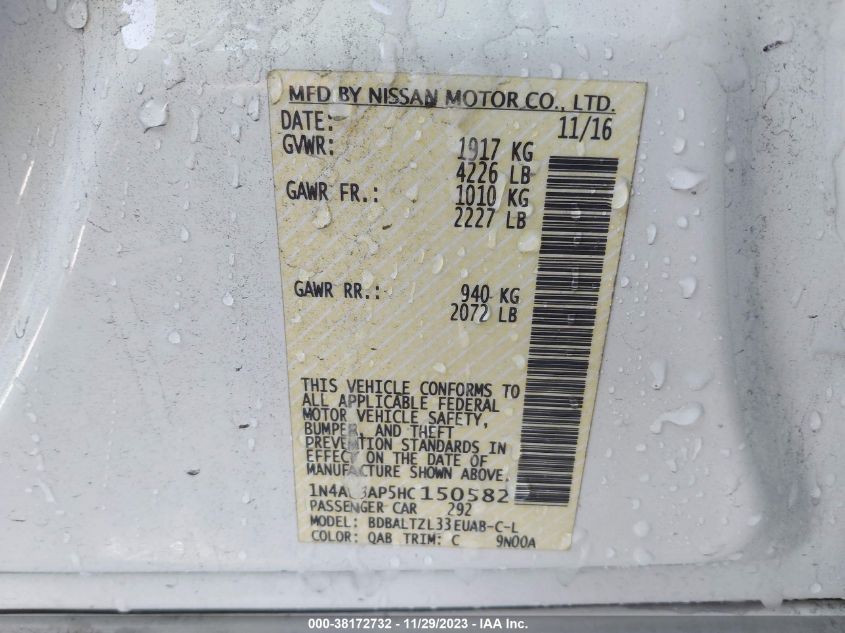 MFD BY NISSAN MOTOR CO., LTD.
DATE: 11/16
GVWR: 1917 KG
4226 LB
GAWR FR.: 1010 KG
2227 LB
GAWR RR.: 940 KG
2072 LB
THIS VEHICLE CONFORMS TO
ALL APPLICABLE FEDERAL
MOTOR VEHICLE SAFETY,
BUMPER, AND THEFT
PREVENTION STANDARDS IN
EFFECT ON THE DATE OF
MANUFACTURE SHOWN ABOVE.
150582
PASSENGER CAR 292
MODEL: BDBALTZL33EUAB-C-L
COLOR: QAB TRIM: C 9N00A
000-38172732 - 11/29/2023 - IAA Inc.